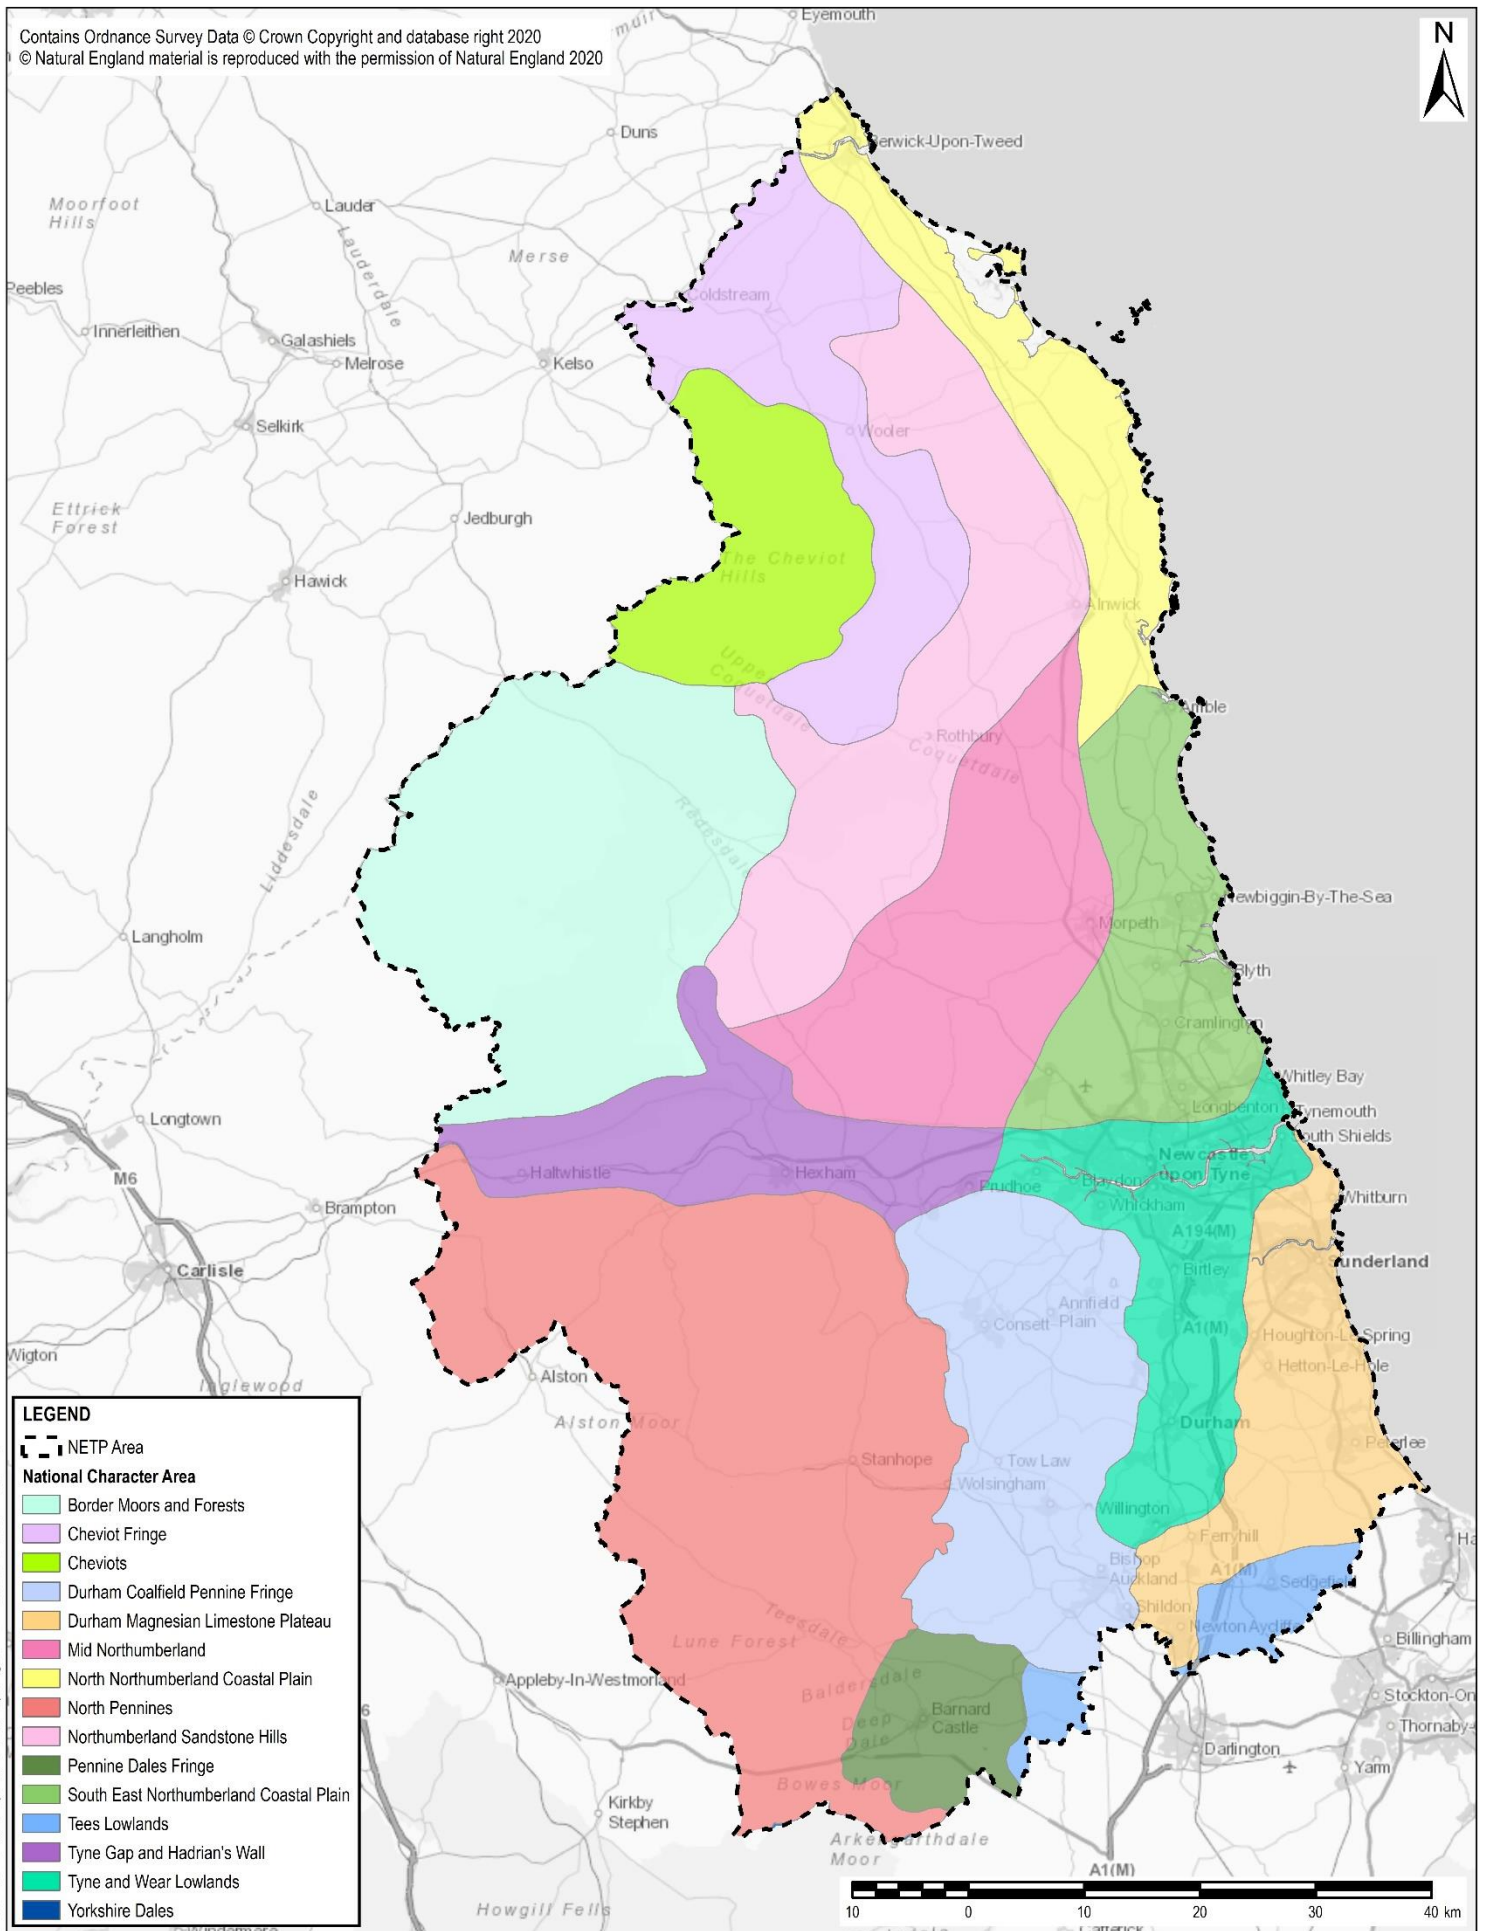 Contains Ordnance Survey Data © Crown Copyright and database right 2020
© Natural England material is reproduced with the permission of Natural England 2020
N
Eyemouth
Duns
Berwick-Upon-Tweed
Moorfoot
Hills
Lauder
Lauderdale
Merse
Peebles
Coldstream
Innerleithen
Galashiels
Melrose
Kelso
Selkirk
Wooler
Ettrick
Forest
Jedburgh
The Cheviot
Hills
Hawick
Alnwick
Upper
Coquetdale
Amble
Rothbury
Coquetdale
Redesdale
Liddesdale
Newbiggin-By-The-Sea
Morpeth
Langholm
Blyth
Cramlington
Whitley Bay
Longbenton
Tynemouth
Longtown
South Shields
Newcastle
upon Tyne
M6
Haltwhistle
Hexham
Prudhoe
Blaydon
Whickham
Whitburn
Brampton
A194(M)
Carlisle
Birtley
Sunderland
Annfield
Plain
Consett
A1(M)
Houghton-Le-Spring
Wigton
Hetton-Le-Hole
Inglewood
Alston
Alston Moor
Durham
Peterlee
Stanhope
Tow Law
Wolsingham
Willington
Ferryhill
Bishop
Auckland
A1(M)
Sedgefield
Shildon
Teesdale
Newton Aycliffe
Lune Forest
Billingham
Appleby-In-Westmorland
Baldersdale
Stockton-On
Barnard
Castle
Deep
Dale
Thornaby-
Darlington
Yarm
Bowes Moor
Kirkby
Stephen
Arkengarthdale
Moor
A1(M)
Howgill Fells
LEGEND
NETP Area
National Character Area
Border Moors and Forests
Cheviot Fringe
Cheviots
Durham Coalfield Pennine Fringe
Durham Magnesian Limestone Plateau
Mid Northumberland
North Northumberland Coastal Plain
North Pennines
Northumberland Sandstone Hills
Pennine Dales Fringe
South East Northumberland Coastal Plain
Tees Lowlands
Tyne Gap and Hadrian's Wall
Tyne and Wear Lowlands
Yorkshire Dales
10 0 10 20 30 40 km